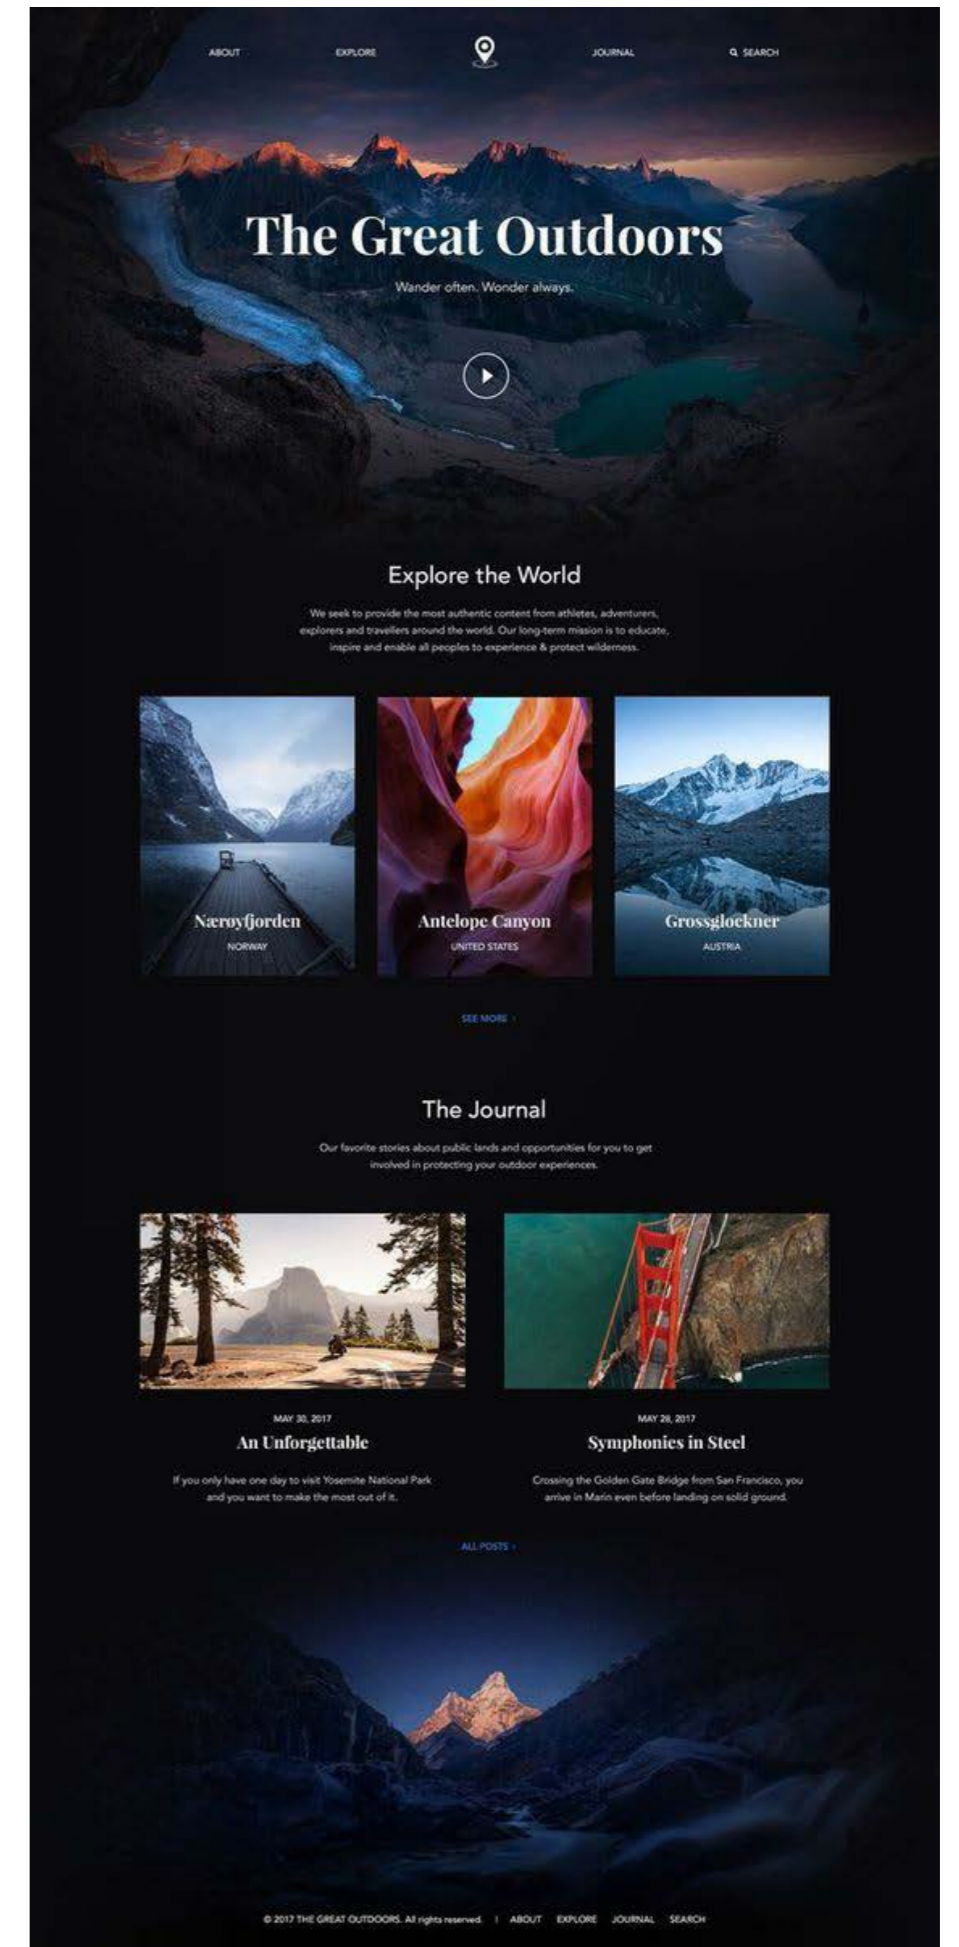 ABOUT
EXPLORE
JOURNAL
SEARCH
The Great Outdoors
Wander often. Wonder always.
Explore the World
We seek to provide the most authentic content from athletes, adventurers,
explorers and travellers around the world. Our long-term mission is to educate,
inspire and enable all peoples to experience & protect wilderness.
Nærøyfjorden
NORWAY
Antelope Canyon
UNITED STATES
Grossglockner
AUSTRIA
SEE MORE ›
The Journal
Our favorite stories about public lands and opportunities for you to get
involved in protecting your outdoor experiences.
MAY 30, 2017
An Unforgettable
If you only have one day to visit Yosemite National Park
and you want to make the most out of it.
MAY 28, 2017
Symphonies in Steel
Crossing the Golden Gate Bridge from San Francisco, you
arrive in Marin even before landing on solid ground.
ALL POSTS ›
© 2017 THE GREAT OUTDOORS. All rights reserved. | ABOUT EXPLORE JOURNAL SEARCH